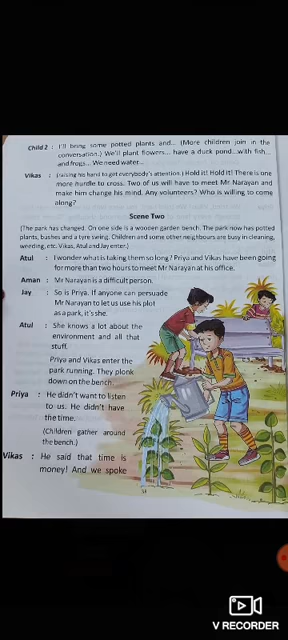 Child 2 : I'll bring some potted plants and... (More children join in the
conversation.) We'll plant flowers... have a duck pond...with fish...
and frogs... We need water...
Vikas : (raising his hand to get everybody's attention.) Hold it! Hold it! There is one
more hurdle to cross. Two of us will have to meet Mr Narayan and
make him change his mind. Any volunteers? Who is willing to come
along?
Scene Two
(The park has changed. On one side is a wooden garden bench. The park now has potted
plants, bushes and a tyre swing. Children and some other neighbours are busy in cleaning,
weeding, etc. Vikas, Atul and Jay enter.)
Atul : I wonder what is taking them so long? Priya and Vikas have been going
for more than two hours to meet Mr Narayan at his office.
Aman : Mr Narayan is a difficult person.
Jay : So is Priya. If anyone can persuade
Mr Narayan to let us use his plot
as a park, it's she.
Atul : She knows a lot about the
environment and all that
stuff.
Priya and Vikas enter the
park running. They plonk
down on the bench.
Priya : He didn't want to listen
to us. He didn't have
the time.
(Children gather around
the bench.)
Vikas : He said that time is
money! And we spoke
V RECORDER